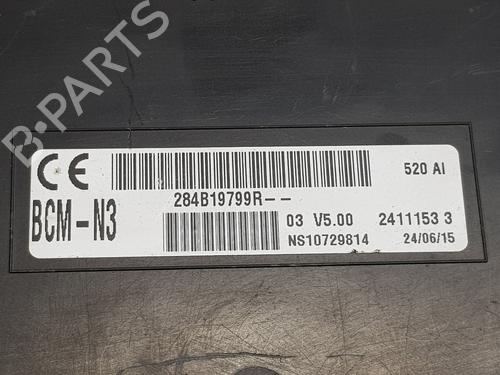 B-PARTS
CE
520 AI
284B19799R--
BCM-N3
03 V5.00 2411153 3
NS10729814 24/06/15